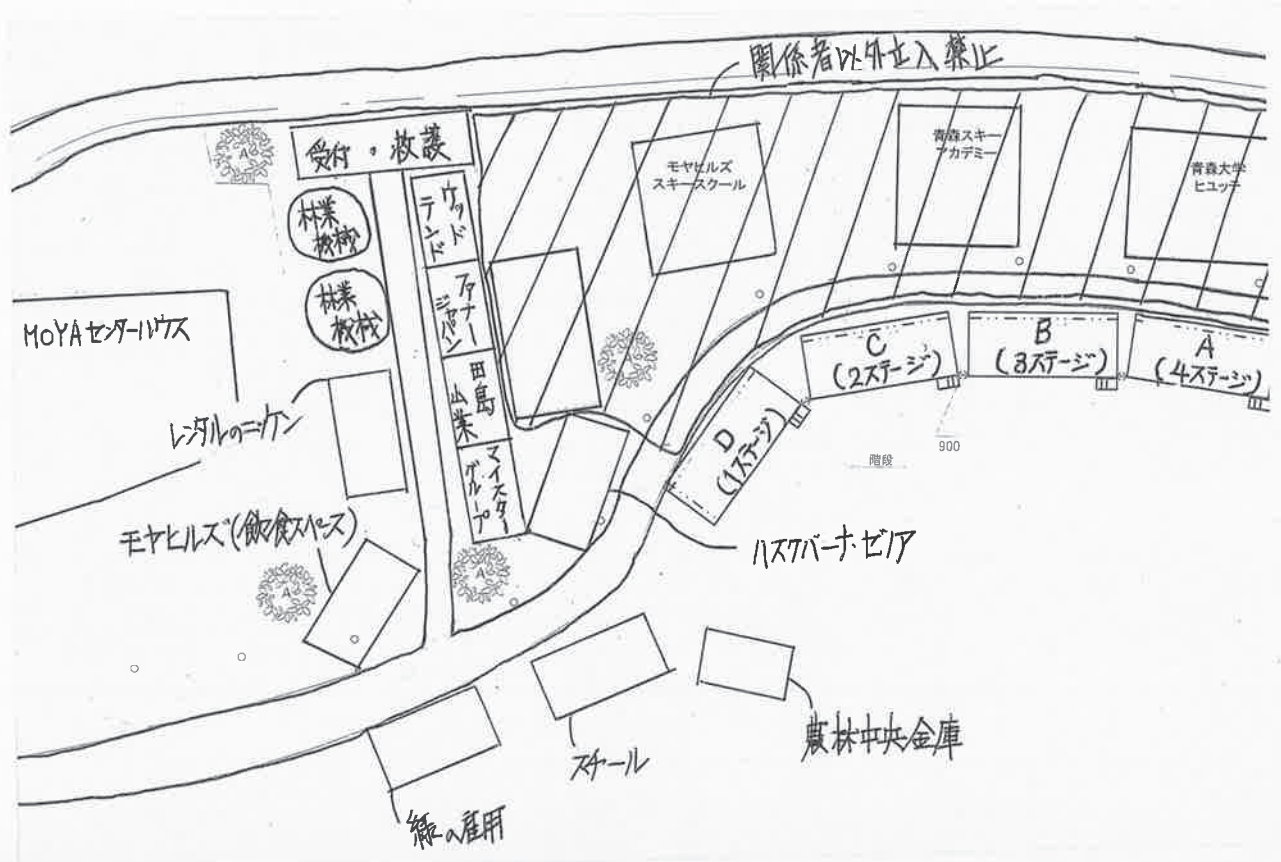 関係者以外立入禁止
受付・救護
A
林業
機械
林業
機械
ウッド
テンド
ファナー
ジャパン
田島
山業
マイスター
グループ
モヤヒルズ
スキースクール
青森スキー
アカデミー
青森大学
ヒュッテ
MOYAセンターハウス
レンタルのニッケン
モヤヒルズ(飲食スペース)
A
A
A
C
(2ステージ)
B
(3ステージ)
A
(4ステージ)
D
(1ステージ)
900
階段
ハスクバーナ・ゼノア
農林中央金庫
スチール
緑の雇用